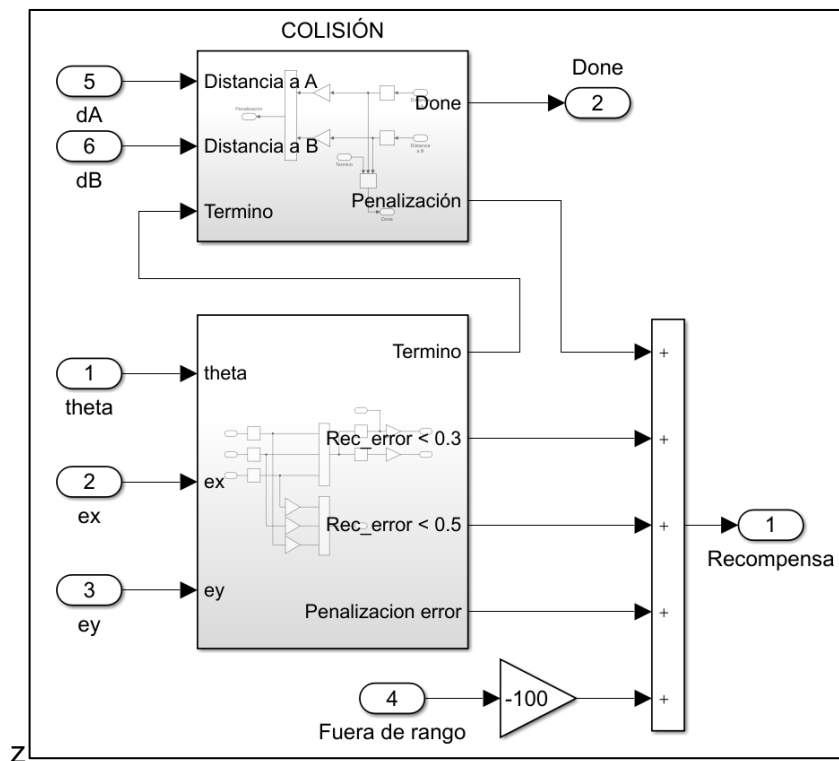 COLISIÓN
5
dA
6
dB
Distancia a A
Distancia a B
Termino
Done
Penalización
Done
2
1
theta
2
ex
3
ey
theta
ex
ey
Termino
Rec_error < 0.3
Rec_error < 0.5
Penalizacion error
+
+
+
+
+
4
Fuera de rango
-100
1
Recompensa
Z